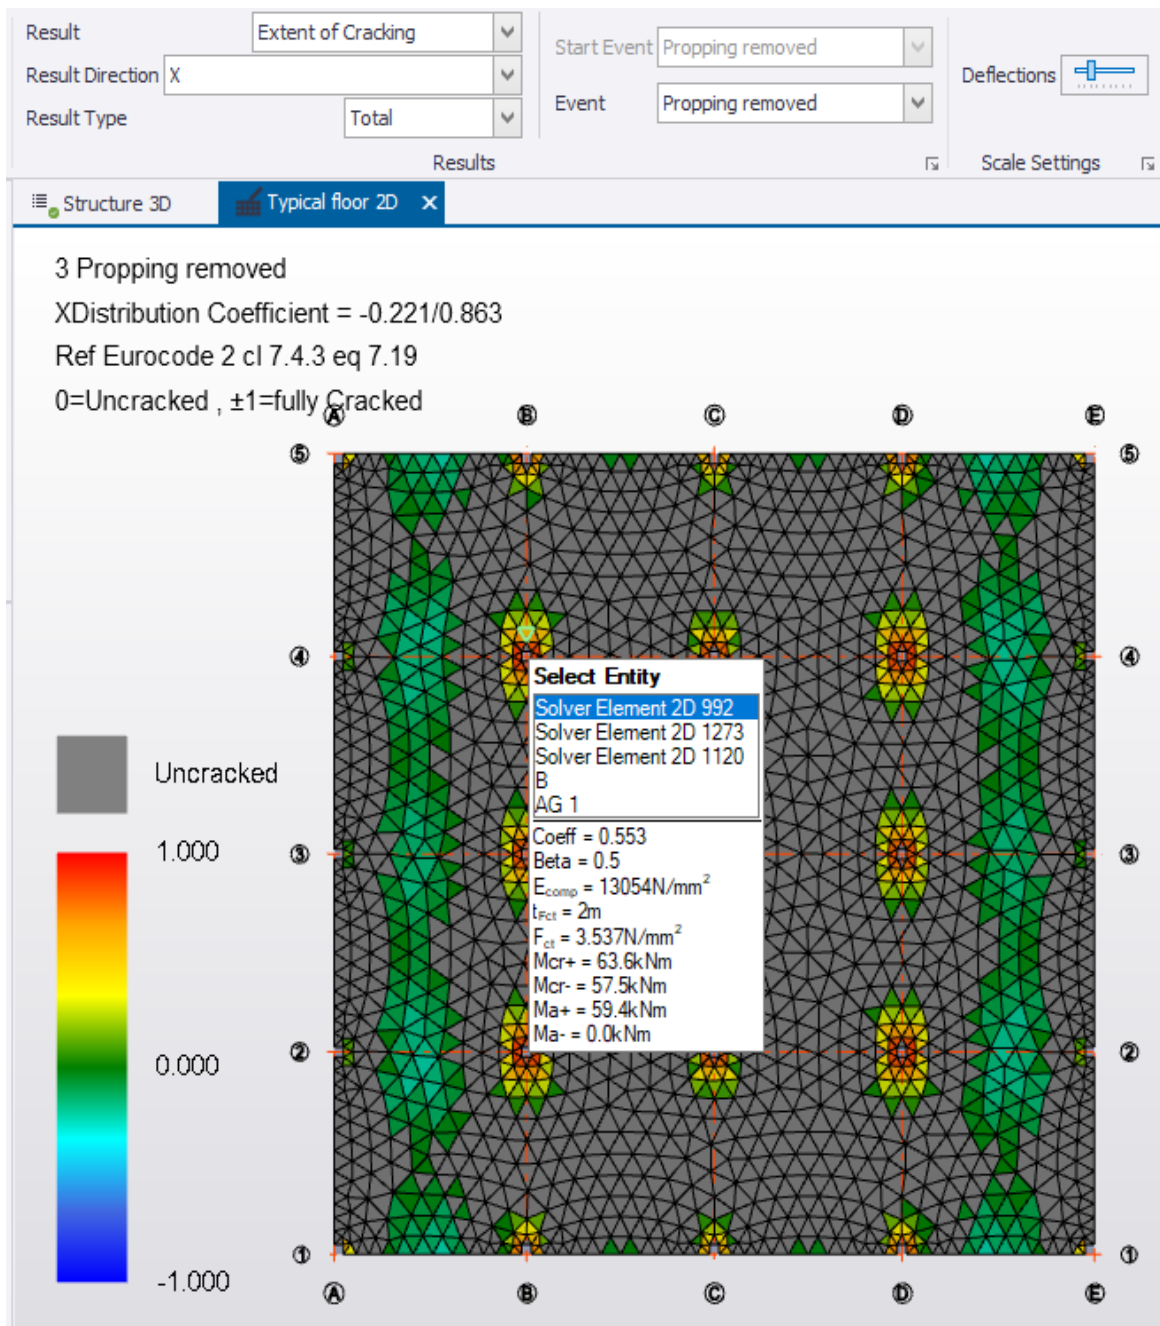 Result Extent of Cracking
Result Direction X
Result Type Total
Start Event Propping removed
Event Propping removed
Deflections
Results
Scale Settings
Structure 3D
Typical floor 2D
3 Propping removed
XDistribution Coefficient = -0.221/0.863
Ref Eurocode 2 cl 7.4.3 eq 7.19
0=Uncracked , ±1=fully Cracked
A B C D E
5 5
4 4
Select Entity
Solver Element 2D 992
Solver Element 2D 1273
Solver Element 2D 1120
B
AG 1
Coeff = 0.553
Beta = 0.5
Ecomp = 13054N/mm²
tFct = 2m
Fct = 3.537N/mm²
Mcr+ = 63.6kNm
Mcr- = 57.5kNm
Ma+ = 59.4kNm
Ma- = 0.0kNm
Uncracked
1.000
3 3
0.000
2 2
-1.000
1 1
A B C D E